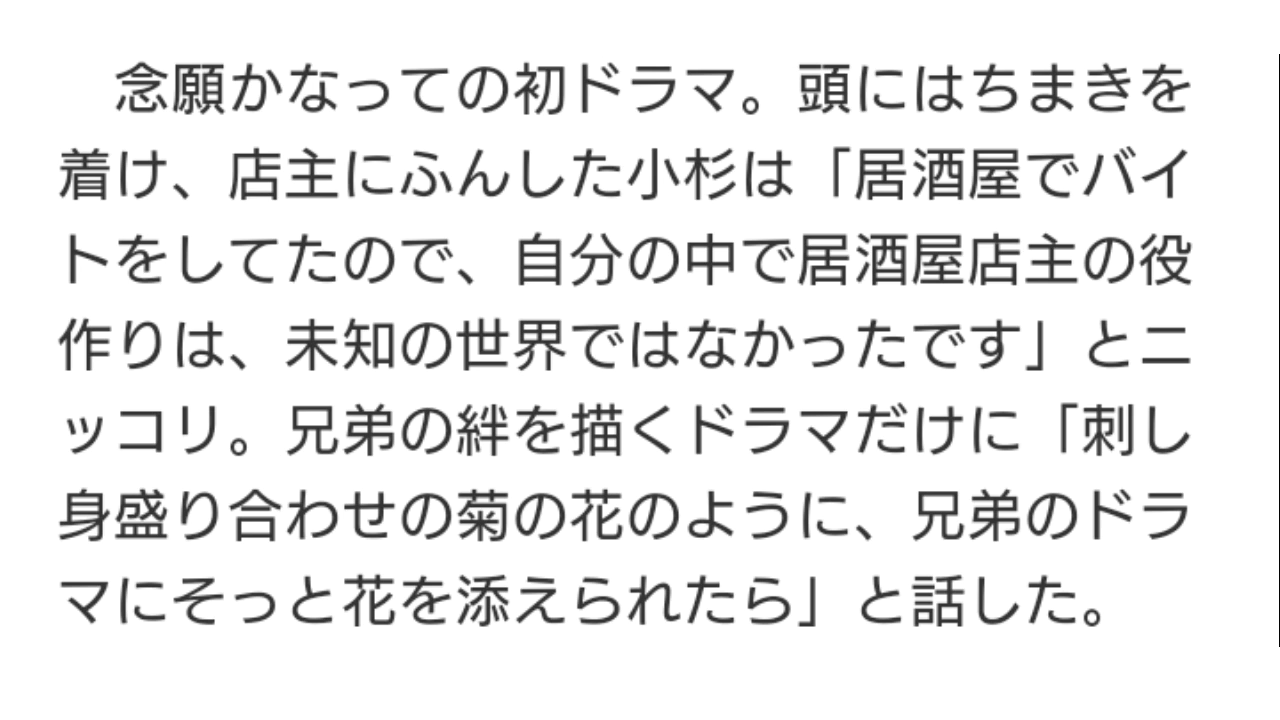 念願かなっての初ドラマ。頭にはちまきを
着け、店主にふんした小杉は「居酒屋でバイ
トをしてたので、自分の中で居酒屋店主の役
作りは、未知の世界ではなかったです」とニ
ッコリ。兄弟の絆を描くドラマだけに「刺し
身盛り合わせの菊の花のように、兄弟のドラ
マにそっと花を添えられたら」と話した。